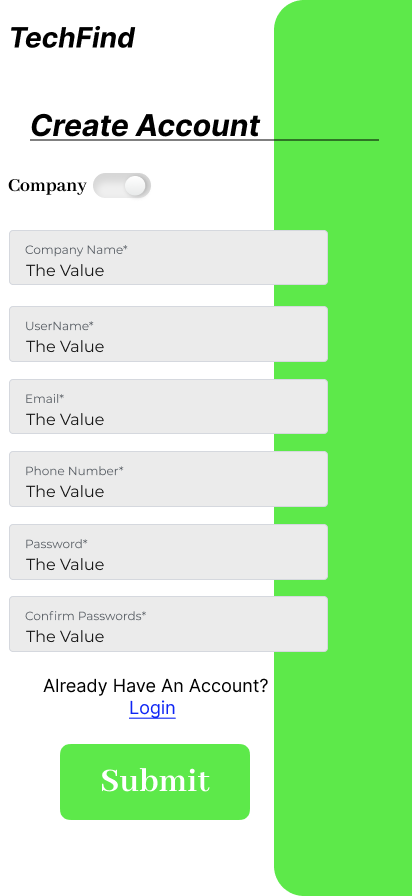 TechFind
Create Account
Company
Company Name*
The Value
UserName*
The Value
Email*
The Value
Phone Number*
The Value
Password*
The Value
Confirm Passwords*
The Value
Already Have An Account?
Login
Submit